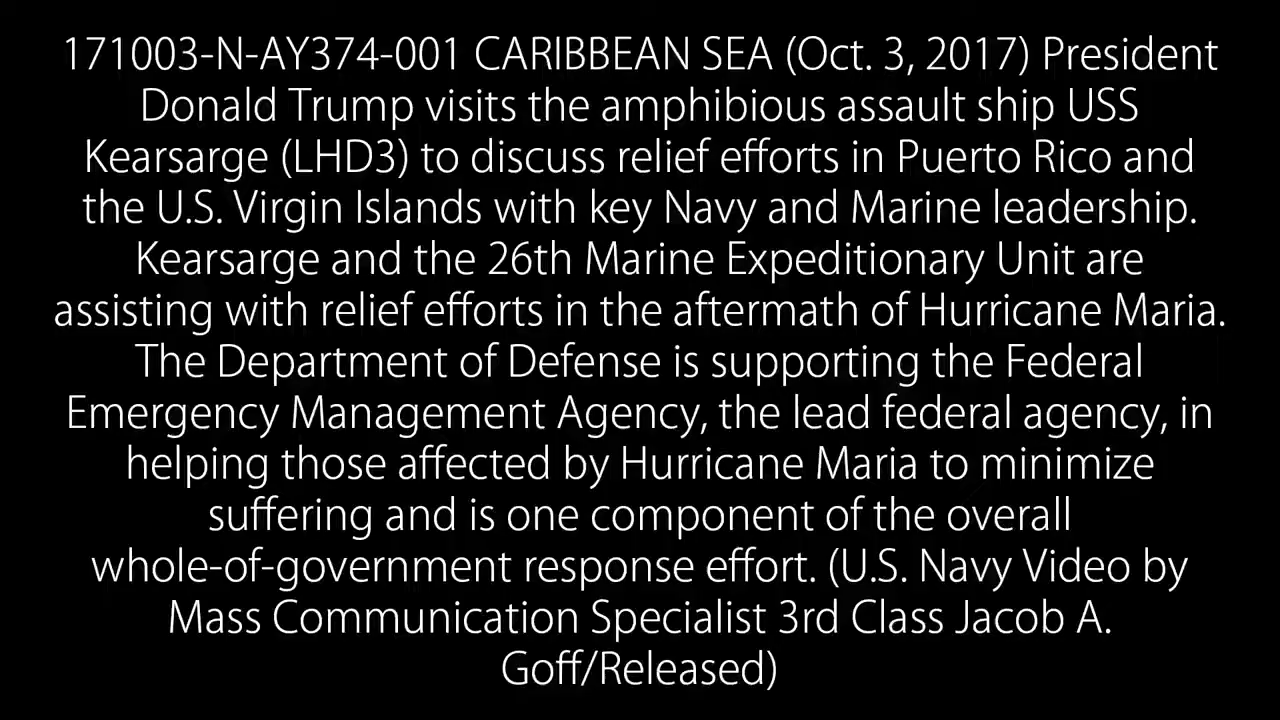 171003-N-AY374-001 CARIBBEAN SEA (Oct. 3, 2017) President
Donald Trump visits the amphibious assault ship USS
Kearsarge (LHD3) to discuss relief efforts in Puerto Rico and
the U.S. Virgin Islands with key Navy and Marine leadership.
Kearsarge and the 26th Marine Expeditionary Unit are
assisting with relief efforts in the aftermath of Hurricane Maria.
The Department of Defense is supporting the Federal
Emergency Management Agency, the lead federal agency, in
helping those affected by Hurricane Maria to minimize
suffering and is one component of the overall
whole-of-government response effort. (U.S. Navy Video by
Mass Communication Specialist 3rd Class Jacob A.
Goff/Released)